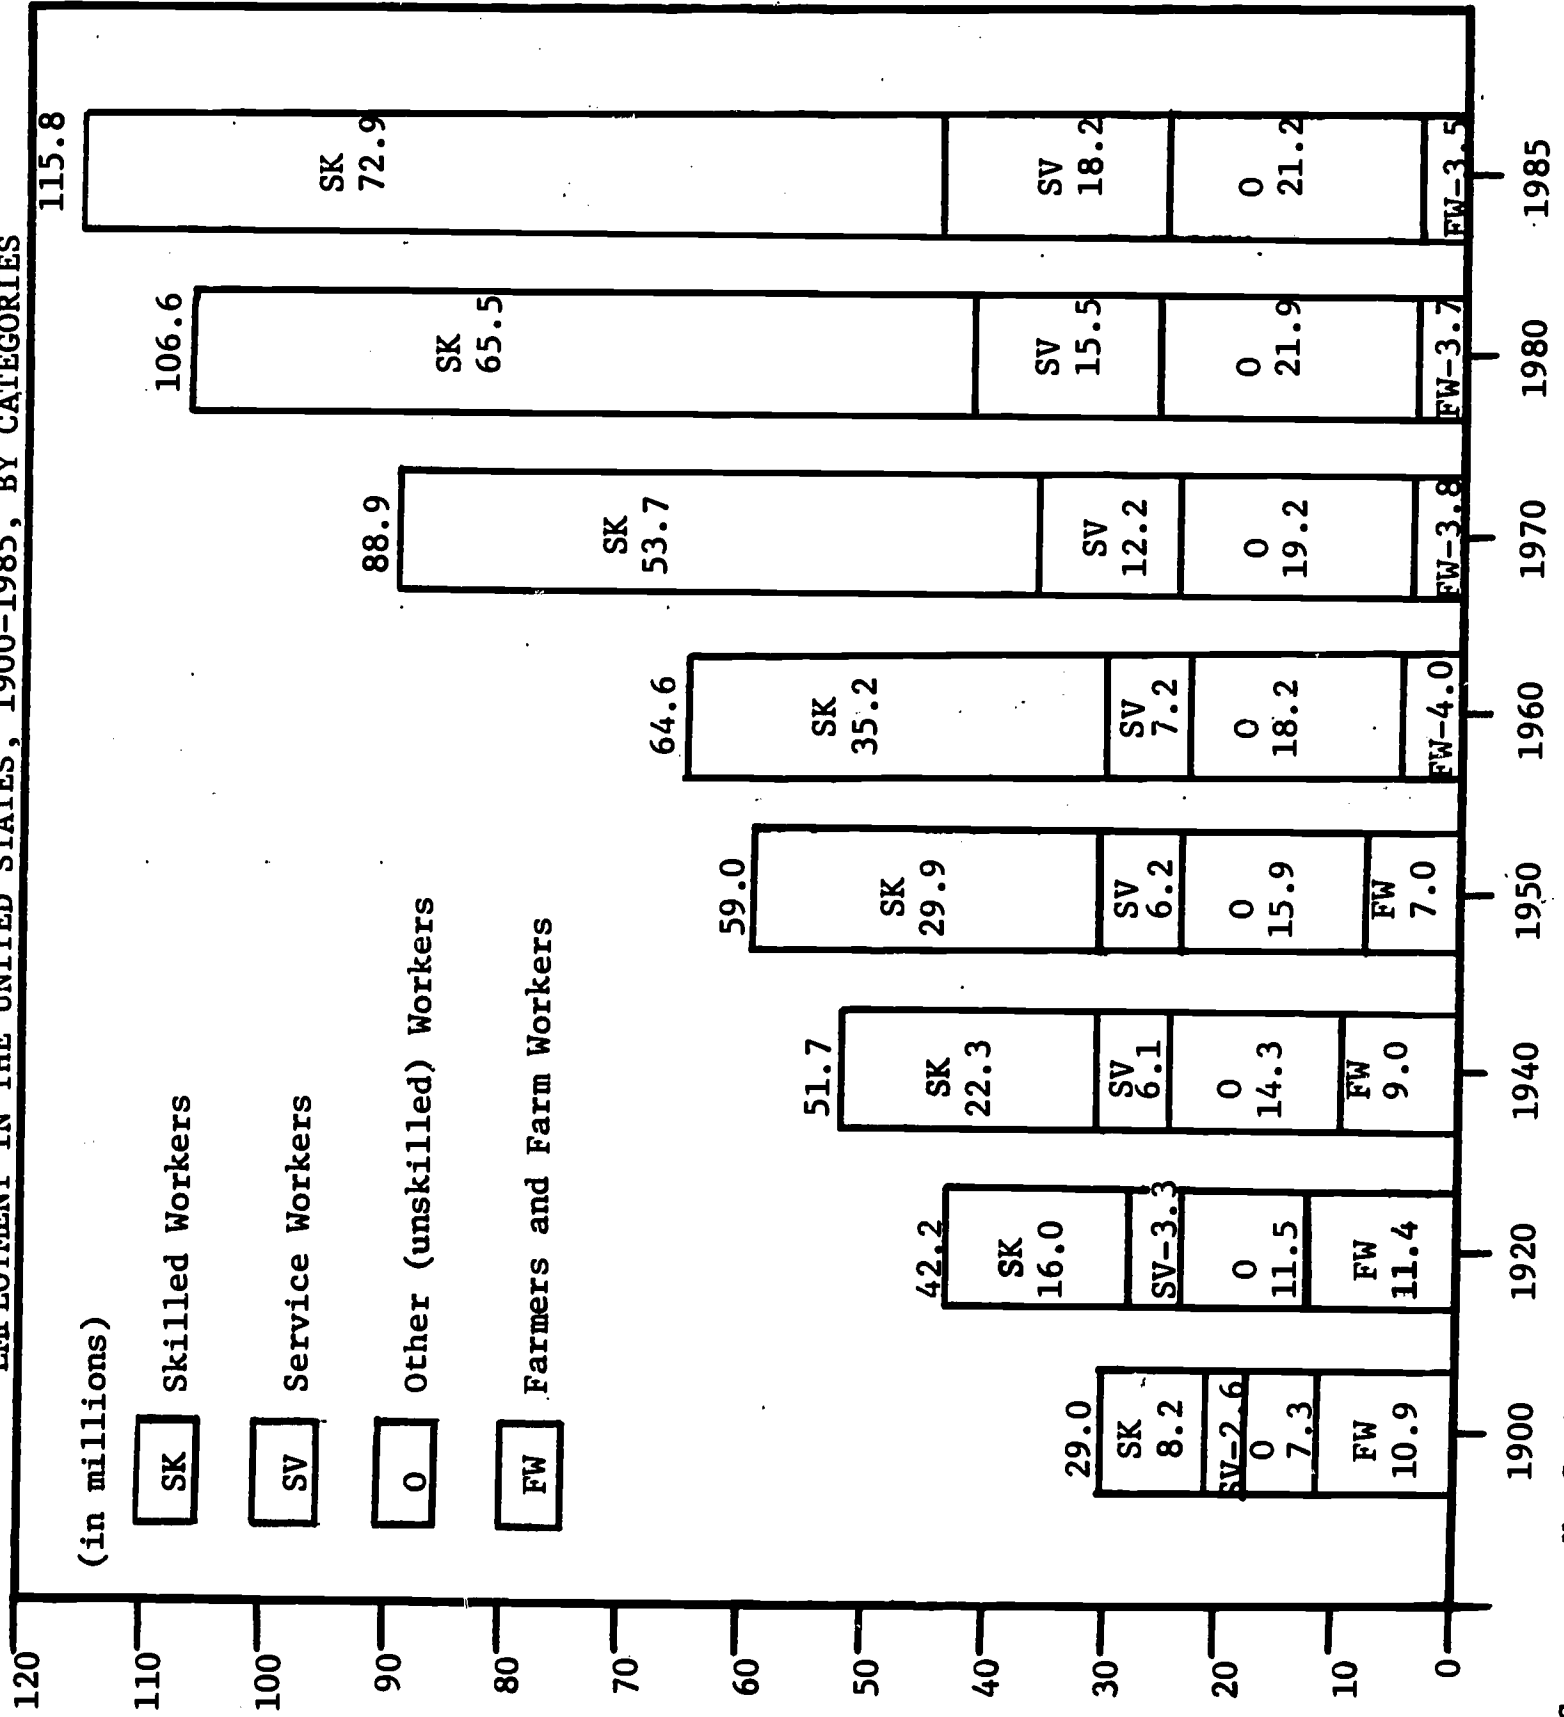 EMPLOYMENT IN THE UNITED STATES, 1900-1985, BY CATEGORIES
(in millions)
SK Skilled Workers
SV Service Workers
O Other (unskilled) Workers
FW Farmers and Farm Workers
120
110
100
90
80
70
60
50
40
30
20
10
0
29.0
SK
8.2
SV-2.6
O
7.3
FW
10.9
1900
42.2
SK
16.0
SV-3.3
O
11.5
FW
11.4
1920
51.7
SK
22.3
SV
6.1
O
14.3
FW
9.0
1940
59.0
SK
29.9
SV
6.2
O
15.9
FW
7.0
1950
64.6
SK
35.2
SV
7.2
O
18.2
FW-4.0
1960
88.9
SK
53.7
SV
12.2
O
19.2
FW-3.8
1970
106.6
SK
65.5
SV
15.5
O
21.9
FW-3.7
1980
115.8
SK
72.9
SV
18.2
O
21.2
FW-3.5
1985